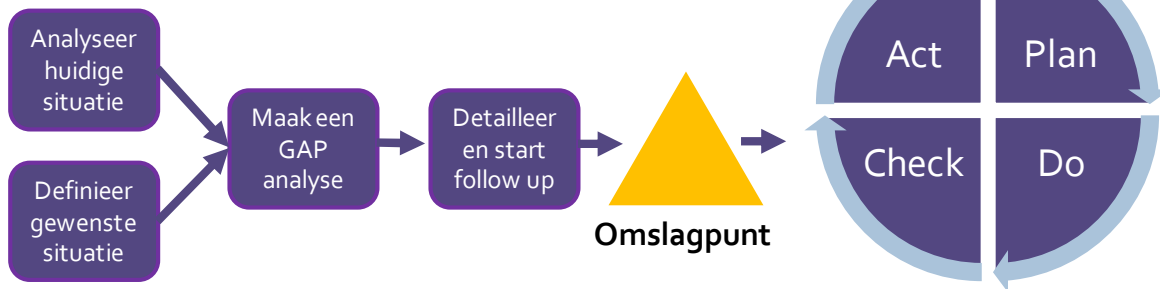 Analyseer
huidige
situatie
Definieer
gewenste
situatie
Maak een
GAP
analyse
Detailleer
en start
follow up
Omslagpunt
Act
Plan
Check
Do